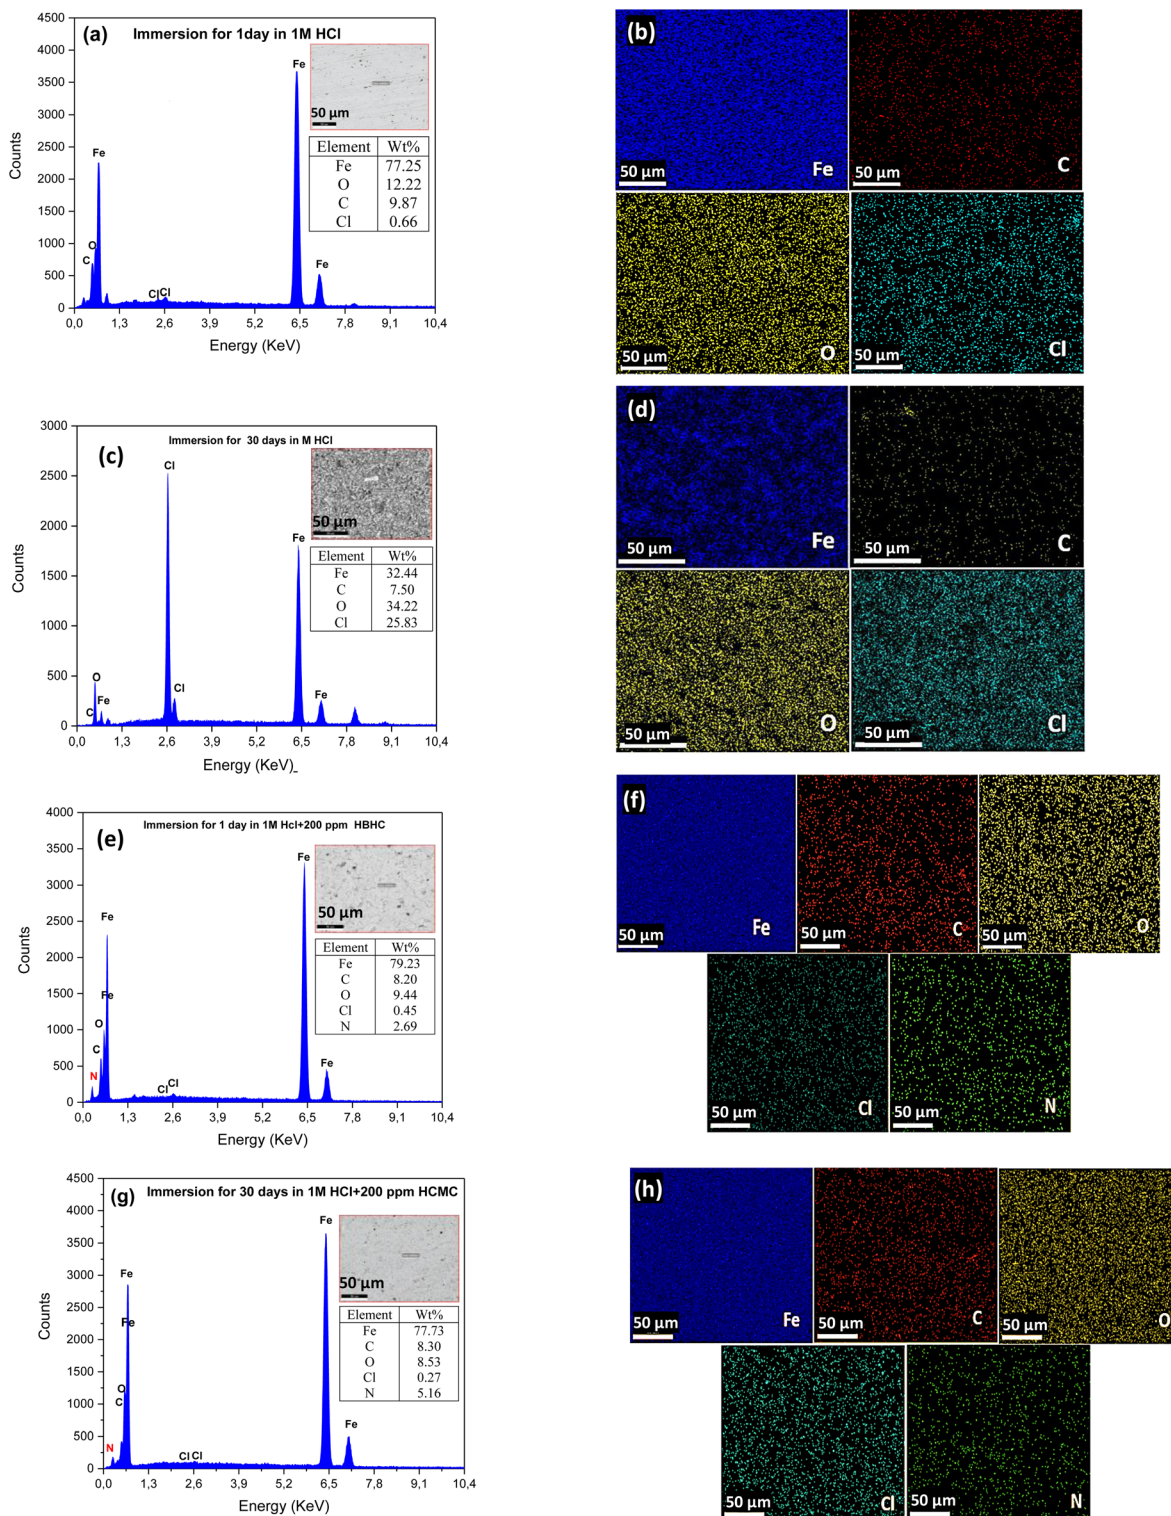 (a) Immersion for 1day in 1M HCl
4500
4000
3500
3000
2500
2000
1500
1000
500
0
Counts
Fe
O
C
Cl Cl
Fe
Fe
50 µm
Element Wt%
Fe 77.25
O 12.22
C 9.87
Cl 0.66
0,0 1,3 2,6 3,9 5,2 6,5 7,8 9,1 10,4
Energy (KeV)
(b)
50 µm Fe
50 µm C
50 µm O
50 µm Cl
(c) Immersion for 30 days in M HCl
3000
2500
2000
1500
1000
500
0
Counts
Cl
Fe
O
Cl
Fe
Fe
C
50 µm
Element Wt%
Fe 32.44
C 7.50
O 34.22
Cl 25.83
0,0 1,3 2,6 3,9 5,2 6,5 7,8 9,1 10,4
Energy (KeV)_
(d)
Fe
50 µm
C
50 µm
50 µm O
50 µm Cl
(e) Immersion for 1 day in 1M Hcl+200 ppm HBHC
4000
3500
3000
2500
2000
1500
1000
500
0
Counts
Fe
Fe
Fe
O
C
N
Cl Cl
Fe
50 µm
Element Wt%
Fe 79.23
C 8.20
O 9.44
Cl 0.45
N 2.69
0,0 1,3 2,6 3,9 5,2 6,5 7,8 9,1 10,4
Energy (KeV)
(f)
50 µm Fe
50 µm C
50 µm O
50 µm Cl
50 µm N
(g) Immersion for 30 days in 1M HCl+200 ppm HCMC
4500
4000
3500
3000
2500
2000
1500
1000
500
0
Counts
Fe
Fe
Fe
O
C
N
Cl Cl
Fe
50 µm
Element Wt%
Fe 77.73
C 8.30
O 8.53
Cl 0.27
N 5.16
0,0 1,3 2,6 3,9 5,2 6,5 7,8 9,1 10,4
Energy (KeV)
(h)
50 µm Fe
50 µm C
50 µm O
50 µm Cl
50 µm N